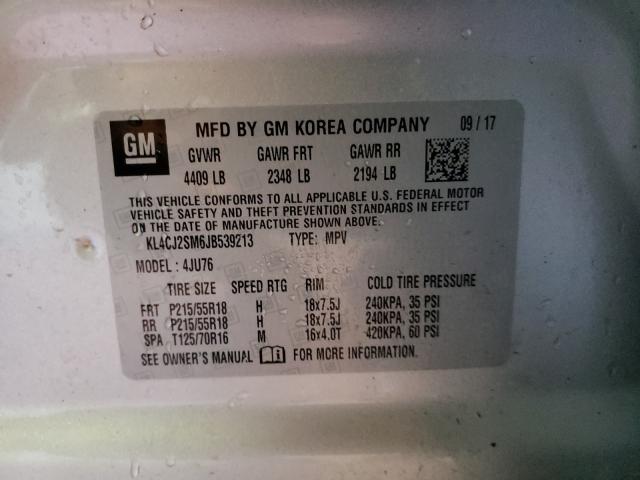 GM MFD BY GM KOREA COMPANY 09 / 17
GVWR GAWR FRT GAWR RR
4409 LB 2348 LB 2194 LB
THIS VEHICLE CONFORMS TO ALL APPLICABLE U.S. FEDERAL MOTOR
VEHICLE SAFETY AND THEFT PREVENTION STANDARDS IN EFFECT
ON THE DATE OF MANUFACTURE SHOWN ABOVE.
KL4CJ2SM6JB539213 TYPE: MPV
MODEL : 4JU76
TIRE SIZE SPEED RTG RIM COLD TIRE PRESSURE
FRT P215/55R18 H 18x7.5J 240KPA, 35 PSI
RR P215/55R18 H 18x7.5J 240KPA, 35 PSI
SPA T125/70R16 M 16x4.0T 420KPA, 60 PSI
SEE OWNER'S MANUAL FOR MORE INFORMATION.